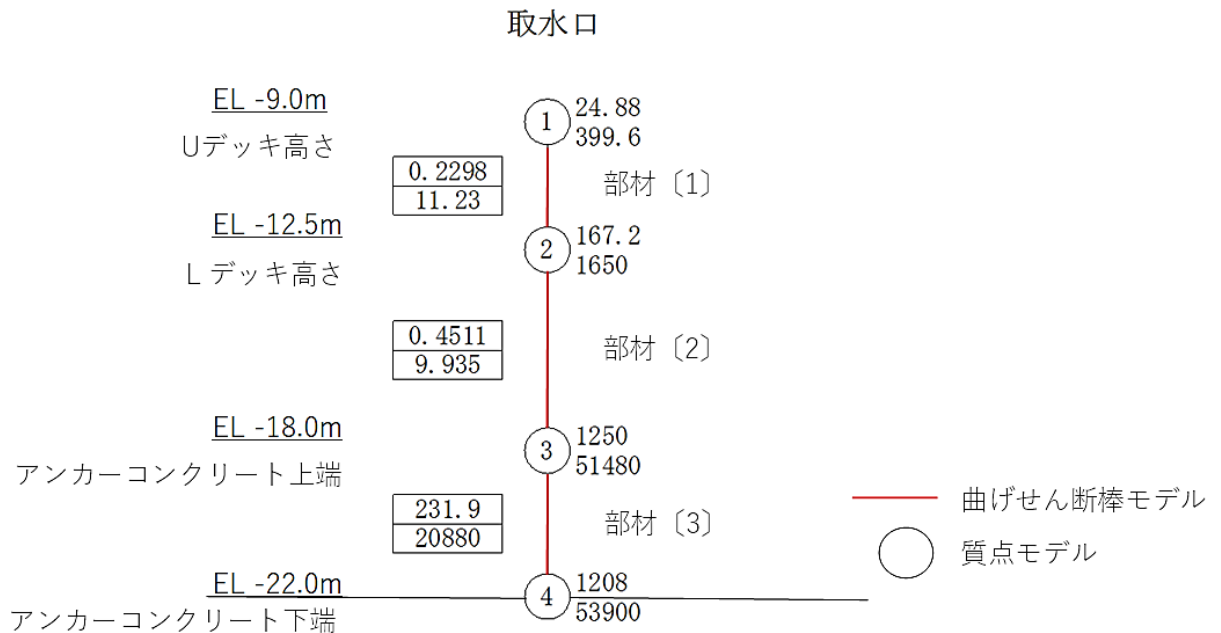 取水口
EL -9.0m
Uデッキ高さ
①
24.88
399.6
0.2298
11.23
部材〔1〕
EL -12.5m
Lデッキ高さ
②
167.2
1650
0.4511
9.935
部材〔2〕
EL -18.0m
アンカーコンクリート上端
③
1250
51480
231.9
20880
部材〔3〕
曲げせん断棒モデル
質点モデル
EL -22.0m
アンカーコンクリート下端
④
1208
53900